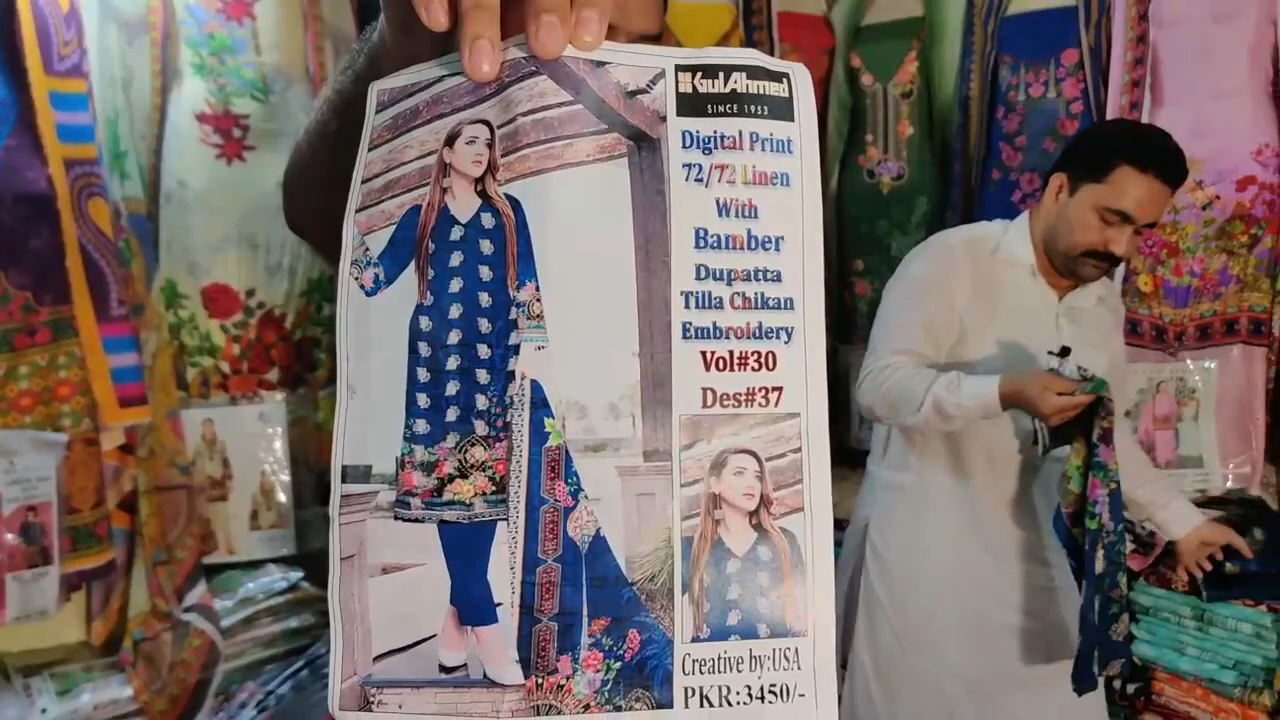 GulAhmed
SINCE 1953
Digital Print
72/72 Linen
With
Bamber
Dupatta
Tilla Chikan
Embroidery
Vol#30
Des#37
Creative by:USA
PKR:3450/-